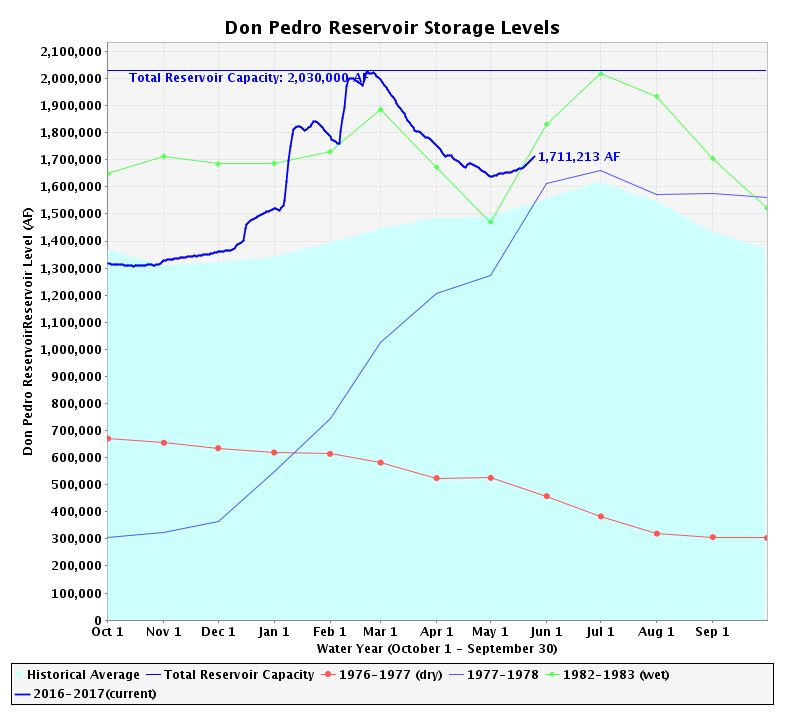 Don Pedro Reservoir Storage Levels
2,100,000
2,000,000
1,900,000
1,800,000
1,700,000
1,600,000
1,500,000
1,400,000
1,300,000
1,200,000
1,100,000
1,000,000
900,000
800,000
700,000
600,000
500,000
400,000
300,000
200,000
100,000
0
Don Pedro ReservoirReservoir Level (AF)
Total Reservoir Capacity: 2,030,000 AF
1,711,213 AF
Oct 1 Nov 1 Dec 1 Jan 1 Feb 1 Mar 1 Apr 1 May 1 Jun 1 Jul 1 Aug 1 Sep 1
Water Year (October 1 - September 30)
Historical Average Total Reservoir Capacity 1976-1977 (dry) 1977-1978 1982-1983 (wet)
2016-2017(current)